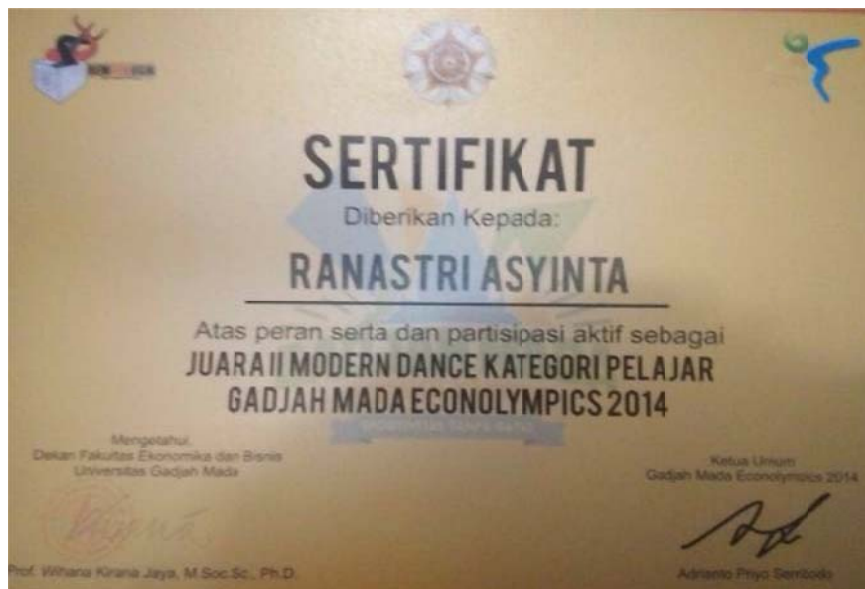 SERTIFIKAT
Diberikan Kepada:
RANASTRI ASYINTA
Atas peran serta dan partisipasi aktif sebagai
JUARA II MODERN DANCE KATEGORI PELAJAR
GADJAH MADA ECONOLYMPICS 2014
Mengetahui,
Dekan Fakultas Ekonomika dan Bisnis
Universitas Gadjah Mada
Prof. Wihana Kirana Jaya, M.Soc.Sc., Ph.D.
Ketua Umum
Gadjah Mada Econolympics 2014
Adrianto Priyo